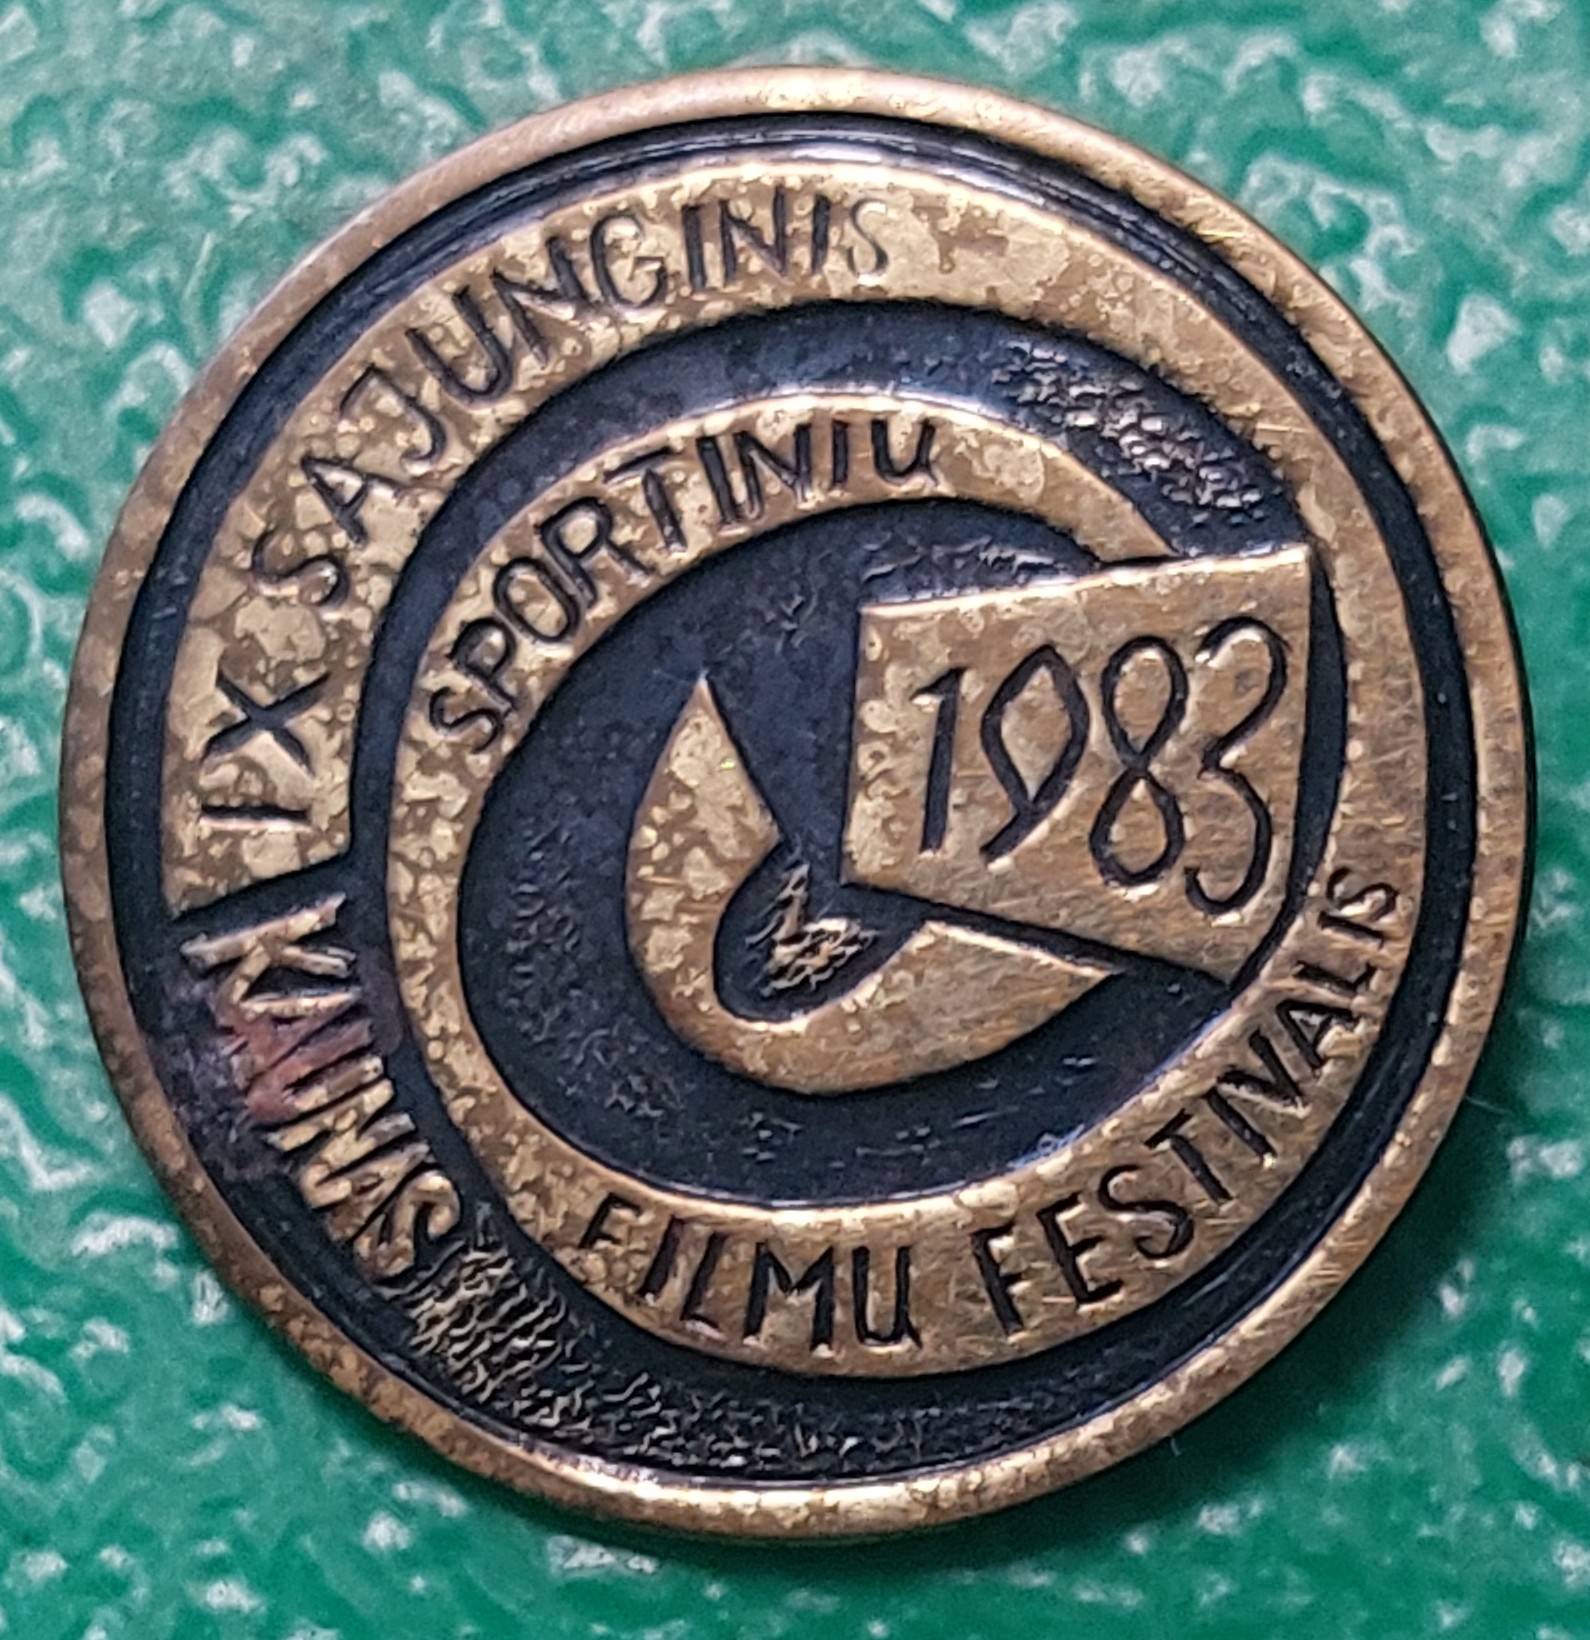 IX SAJUNGINIS
SPORTINIU
1983
FILMU FESTIVALIS
KAUNAS